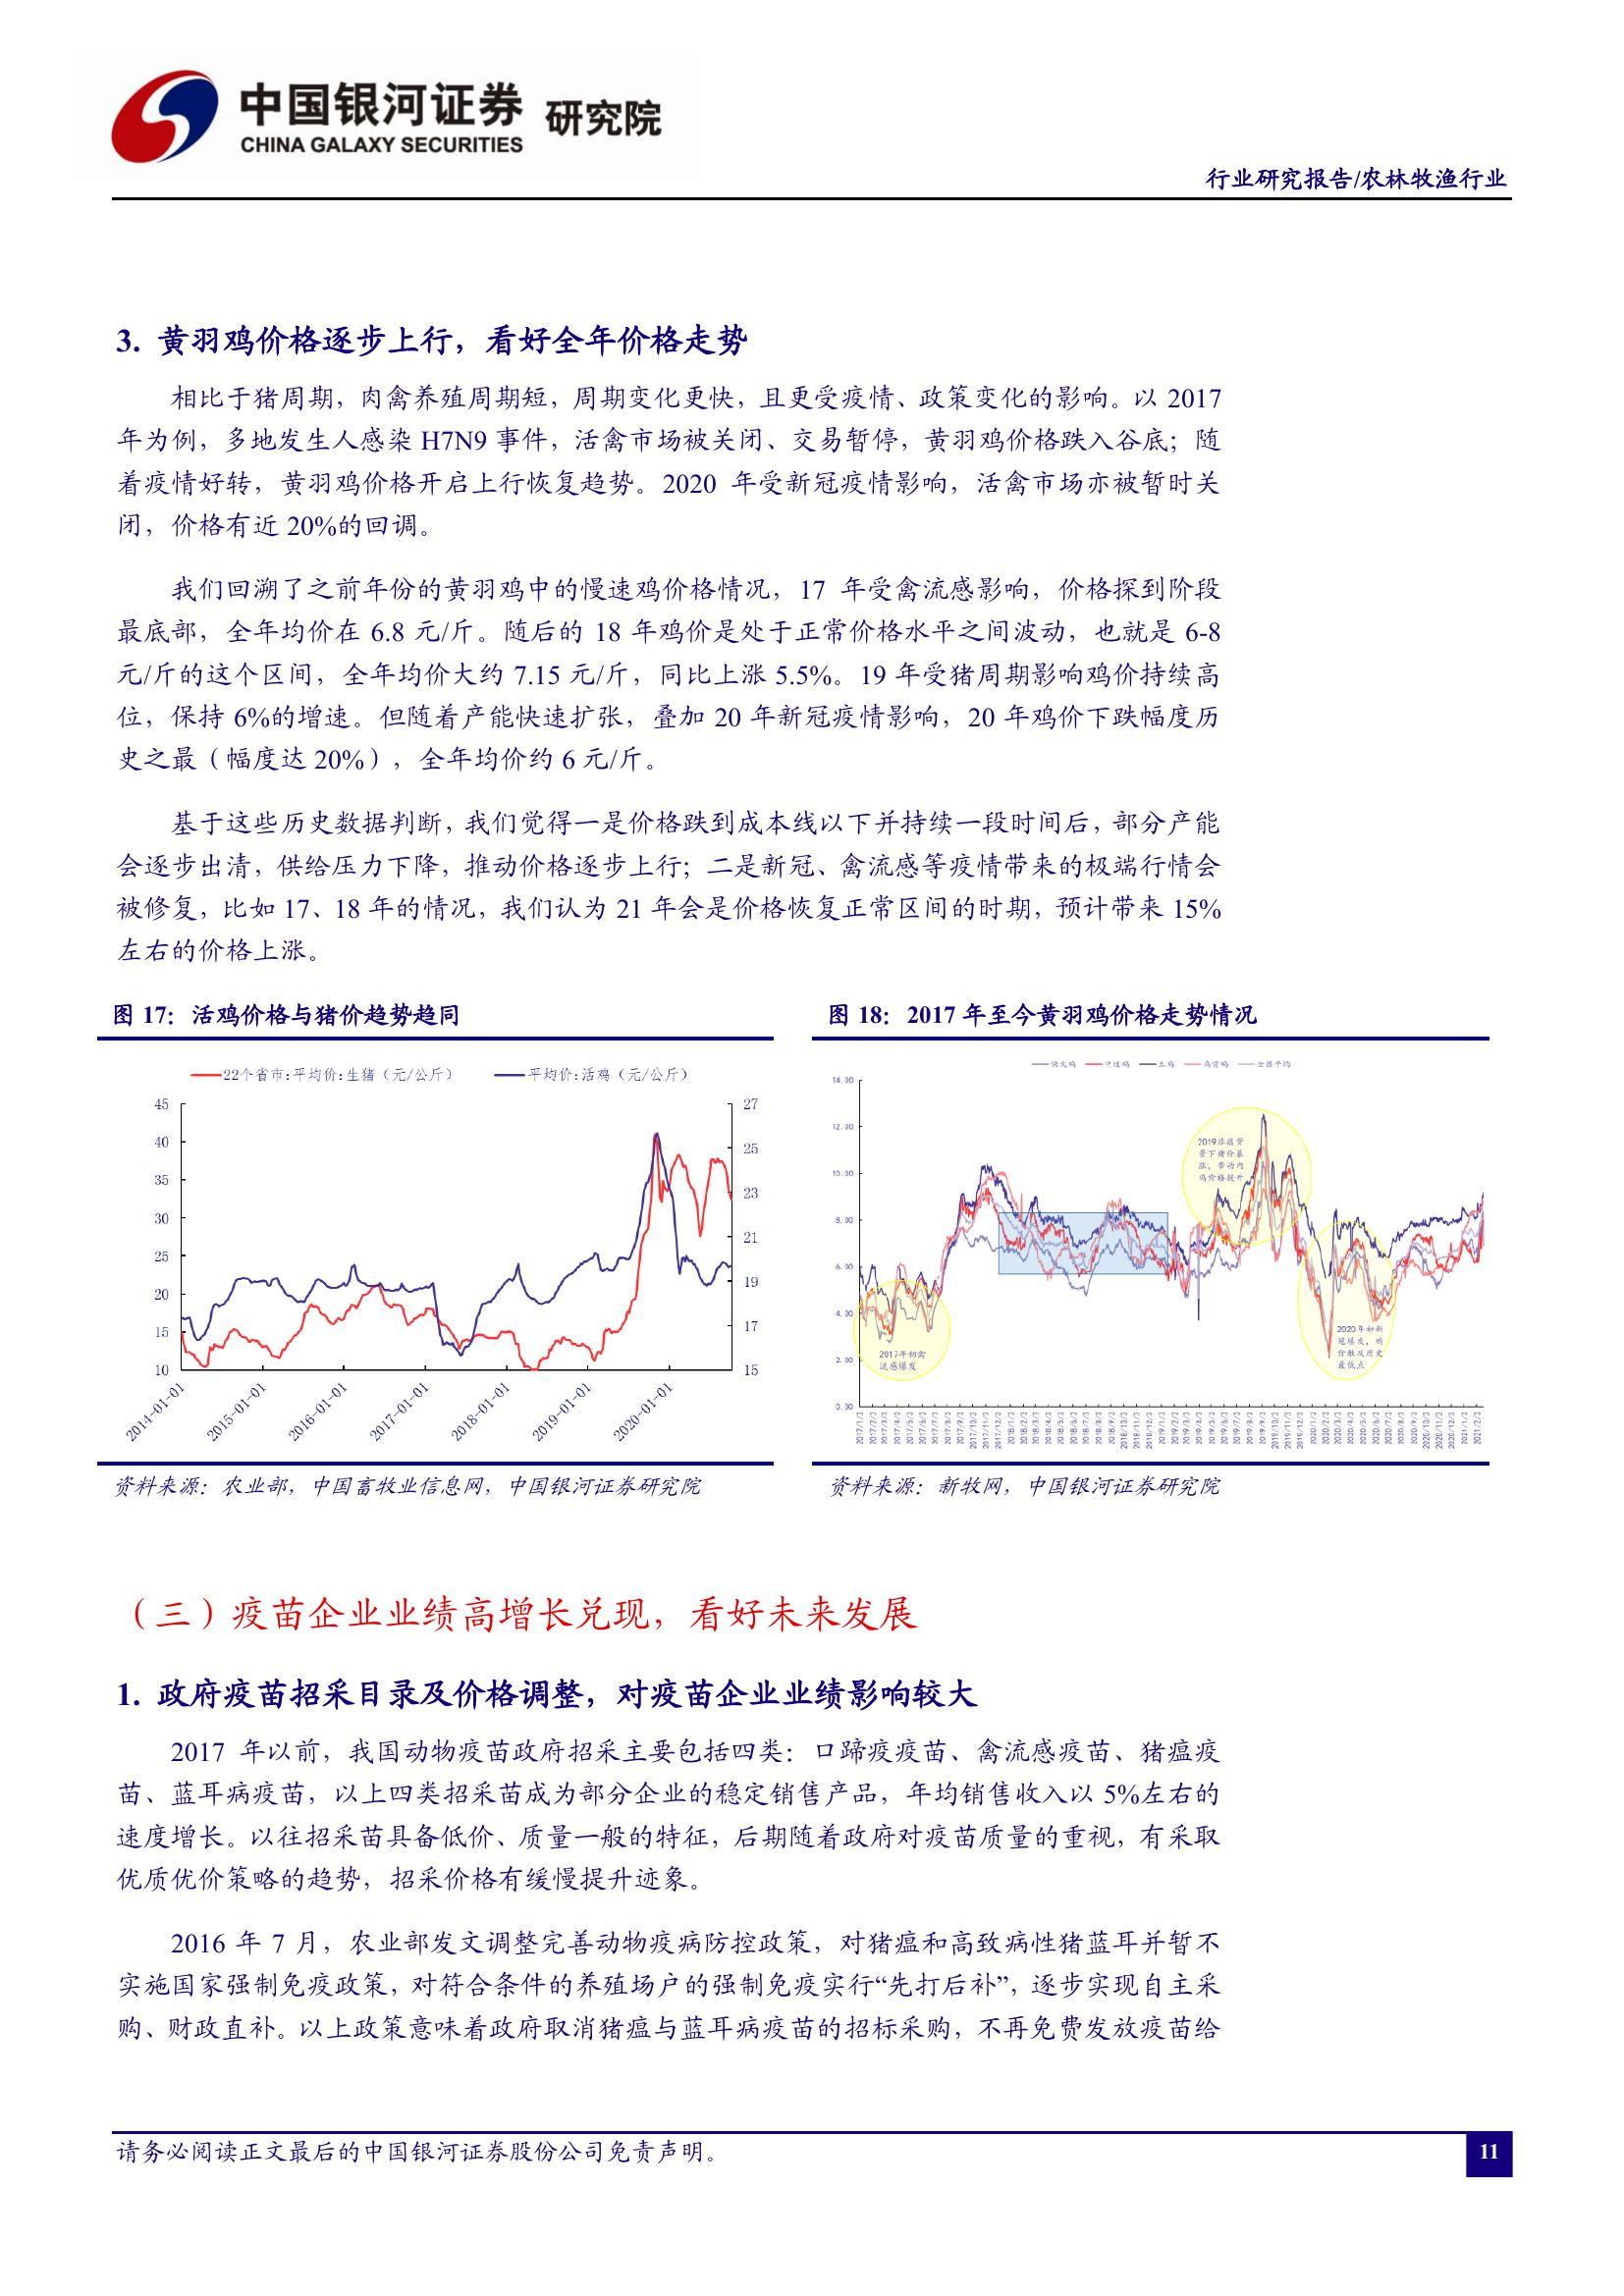 中国银河证券 研究院
CHINA GALAXY SECURITIES
行业研究报告/农林牧渔行业
3. 黄羽鸡价格逐步上行，看好全年价格走势
相比于猪周期，肉禽养殖周期短，周期变化更快，且更受疫情、政策变化的影响。以 2017
年为例，多地发生人感染 H7N9 事件，活禽市场被关闭、交易暂停，黄羽鸡价格跌入谷底；随
着疫情好转，黄羽鸡价格开启上行恢复趋势。2020 年受新冠疫情影响，活禽市场亦被暂时关
闭，价格有近 20%的回调。
我们回溯了之前年份的黄羽鸡中的慢速鸡价格情况，17 年受禽流感影响，价格探到阶段
最底部，全年均价在 6.8 元/斤。随后的 18 年鸡价是处于正常价格水平之间波动，也就是 6-8
元/斤的这个区间，全年均价大约 7.15 元/斤，同比上涨 5.5%。19 年受猪周期影响鸡价持续高
位，保持 6%的增速。但随着产能快速扩张，叠加 20 年新冠疫情影响，20 年鸡价下跌幅度历
史之最（幅度达 20%），全年均价约 6 元/斤。
基于这些历史数据判断，我们觉得一是价格跌到成本线以下并持续一段时间后，部分产能
会逐步出清，供给压力下降，推动价格逐步上行；二是新冠、禽流感等疫情带来的极端行情会
被修复，比如 17、18 年的情况，我们认为 21 年会是价格恢复正常区间的时期，预计带来 15%
左右的价格上涨。
图 17：活鸡价格与猪价趋势趋同
22个省市:平均价:生猪（元/公斤） 平均价:活鸡（元/公斤）
45 27
40 25
35 23
30 21
25 19
20 17
15 15
10
2014-01-01 2015-01-01 2016-01-01 2017-01-01 2018-01-01 2019-01-01 2020-01-01
资料来源：农业部，中国畜牧业信息网，中国银河证券研究院
图 18：2017 年至今黄羽鸡价格走势情况
快大鸡 中速鸡 土鸡 乌骨鸡 全国平均
14.00
12.00
10.00
8.00
6.00
4.00
2.00
0.00
2019非瘟背
景下猪价暴
涨，带动肉
鸡价格提升
2017年初禽
流感爆发
2020年初新
冠爆发，鸡
价触及历史
最低点
资料来源：新牧网，中国银河证券研究院
（三）疫苗企业业绩高增长兑现，看好未来发展
1. 政府疫苗招采目录及价格调整，对疫苗企业业绩影响较大
2017 年以前，我国动物疫苗政府招采主要包括四类：口蹄疫疫苗、禽流感疫苗、猪瘟疫
苗、蓝耳病疫苗，以上四类招采苗成为部分企业的稳定销售产品，年均销售收入以 5%左右的
速度增长。以往招采苗具备低价、质量一般的特征，后期随着政府对疫苗质量的重视，有采取
优质优价策略的趋势，招采价格有缓慢提升迹象。
2016 年 7 月，农业部发文调整完善动物疫病防控政策，对猪瘟和高致病性猪蓝耳并暂不
实施国家强制免疫政策，对符合条件的养殖场户的强制免疫实行“先打后补”，逐步实现自主采
购、财政直补。以上政策意味着政府取消猪瘟与蓝耳病疫苗的招标采购，不再免费发放疫苗给
请务必阅读正文最后的中国银河证券股份公司免责声明。
11